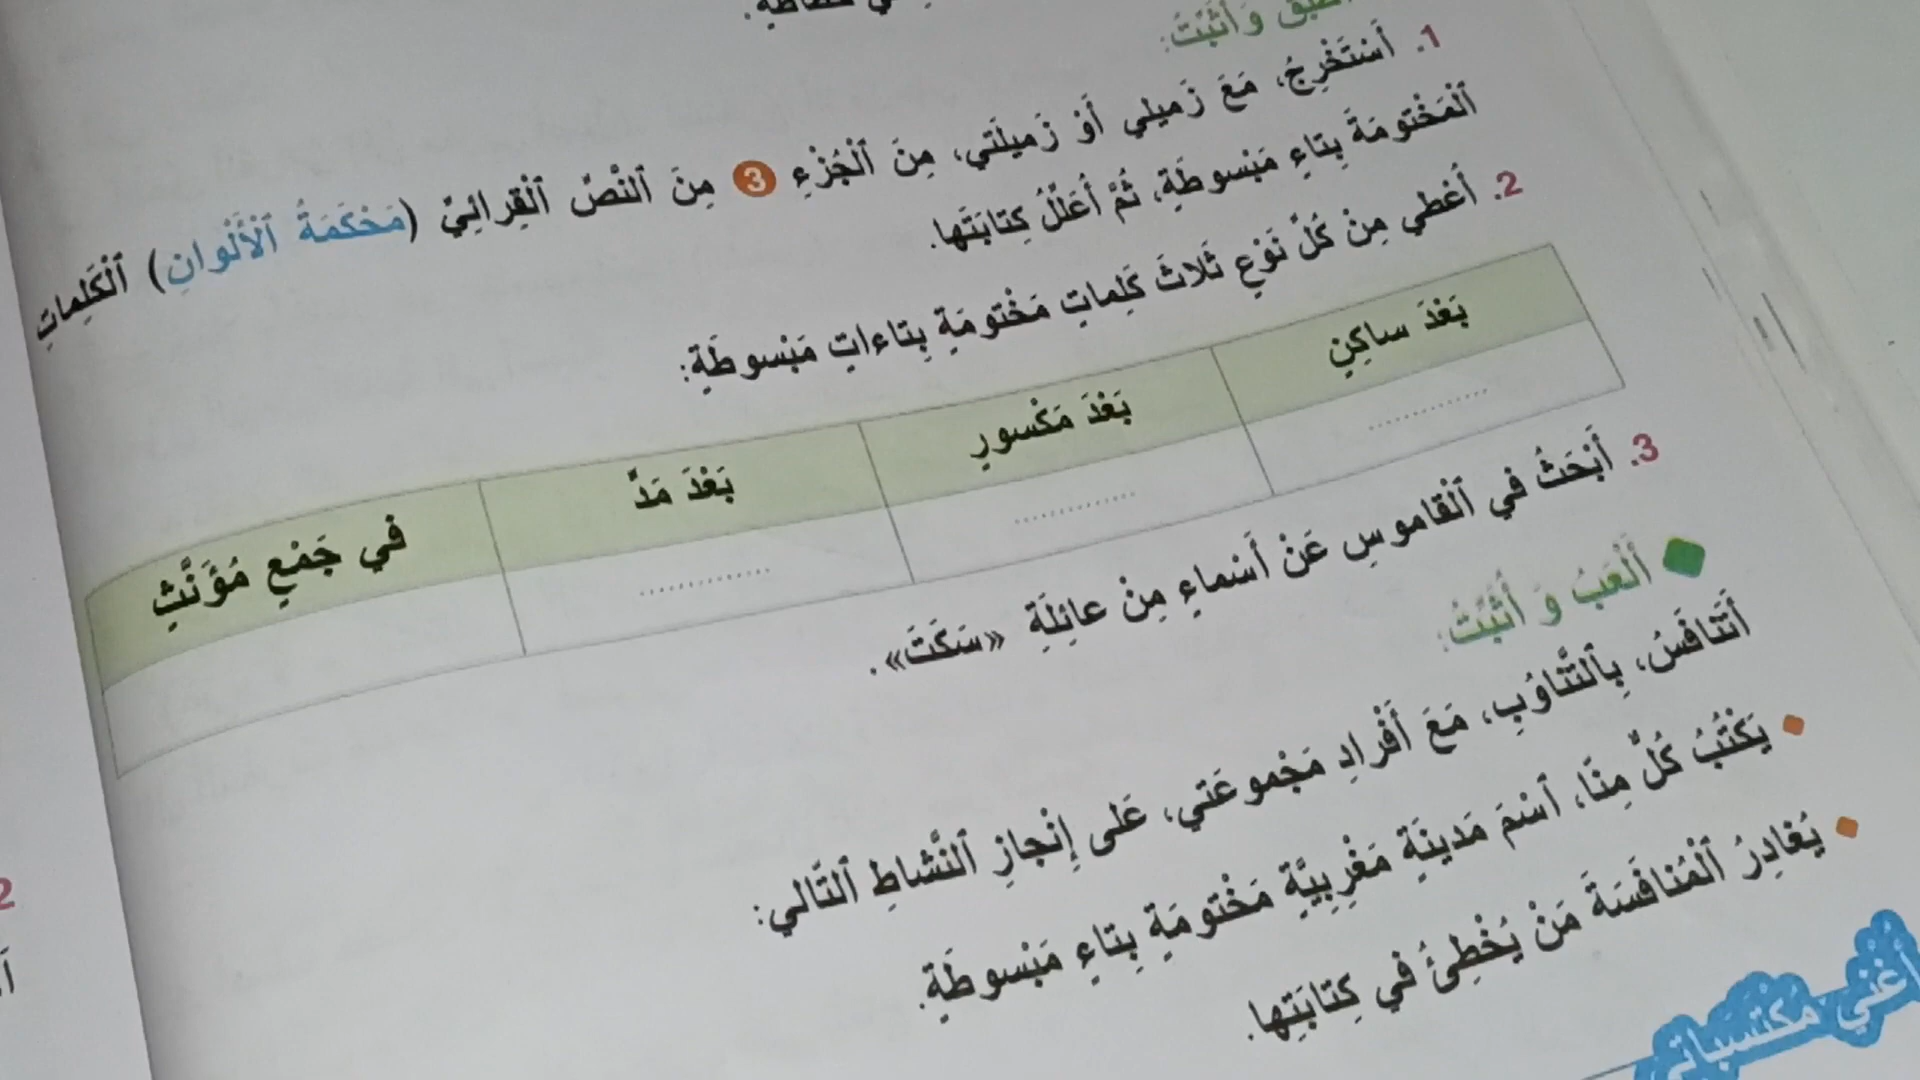 أُطَبِّقُ وَ أُثَبِّتُ:
1. أَسْتَخْرِجُ، مَعَ زَميلي أَوْ زَميلَتي، مِنَ ٱلْجُزْءِ 3 مِنَ ٱلنَّصِّ ٱلْقِرائِيِّ (مَحْكَمَةُ ٱلْأَلْوانِ) ٱلْكَلِماتِ
ٱلْمَخْتومَةَ بِتاءٍ مَبْسوطَةٍ، ثُمَّ أُعَلِّلُ كِتابَتَها.
2. أُعْطي مِنْ كُلِّ نَوْعٍ ثَلاثَ كَلِماتٍ مَخْتومَةٍ بِتاءاتٍ مَبْسوطَةٍ:
بَعْدَ ساكِنٍ بَعْدَ مَكْسورٍ بَعْدَ مَدٍّ في جَمْعِ مُؤَنَّثٍ
............ ............ ............
3. أَبْحَثُ في ٱلْقاموسِ عَنْ أَسْماءٍ مِنْ عائِلَةِ «سَكَتَ».
أَلْعَبُ وَ أُثَبِّتُ:
أَتَنافَسُ، بِٱلتَّناوُبِ، مَعَ أَفْرادِ مَجْموعَتي، عَلى إِنْجازِ ٱلنَّشاطِ ٱلتّالي:
يَكْتُبُ كُلٌّ مِنّا، ٱسْمَ مَدينَةٍ مَغْرِبِيَّةٍ مَخْتومَةٍ بِتاءٍ مَبْسوطَةٍ.
يُغادِرُ ٱلْمُنافَسَةَ مَنْ يُخْطِئُ في كِتابَتِها.
أُغْني مُكْتَسَباتي
2